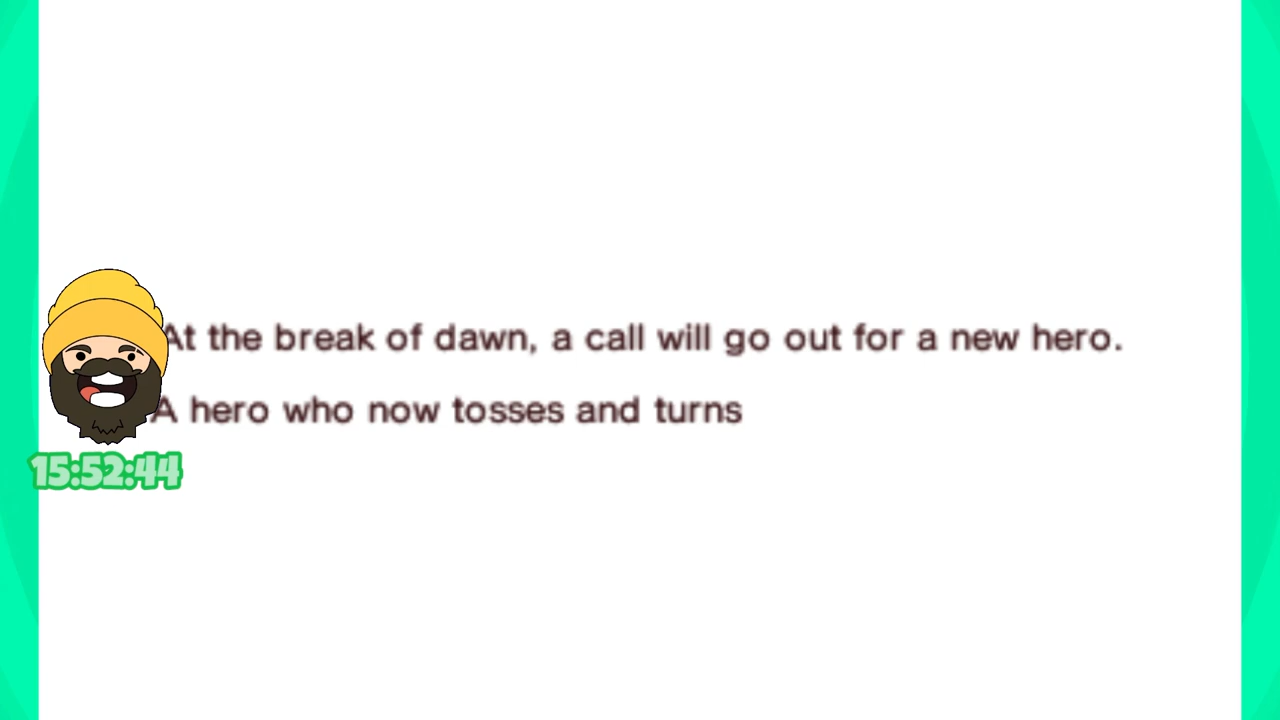 At the break of dawn, a call will go out for a new hero.
A hero who now tosses and turns
15:52:44